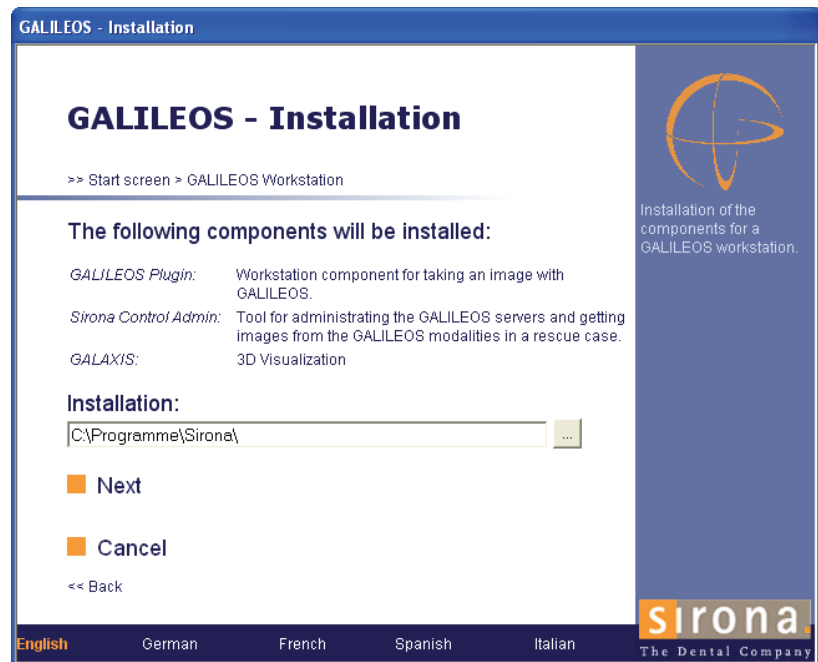 GALILEOS - Installation
GALILEOS - Installation
>> Start screen > GALILEOS Workstation
The following components will be installed:
GALILEOS Plugin: Workstation component for taking an image with
GALILEOS.
Sirona Control Admin: Tool for administrating the GALILEOS servers and getting
images from the GALILEOS modalities in a rescue case.
GALAXIS: 3D Visualization
Installation:
C:\Programme\Sirona\ ...
Next
Cancel
<< Back
Installation of the
components for a
GALILEOS workstation.
English German French Spanish Italian
sirona.
The Dental Company